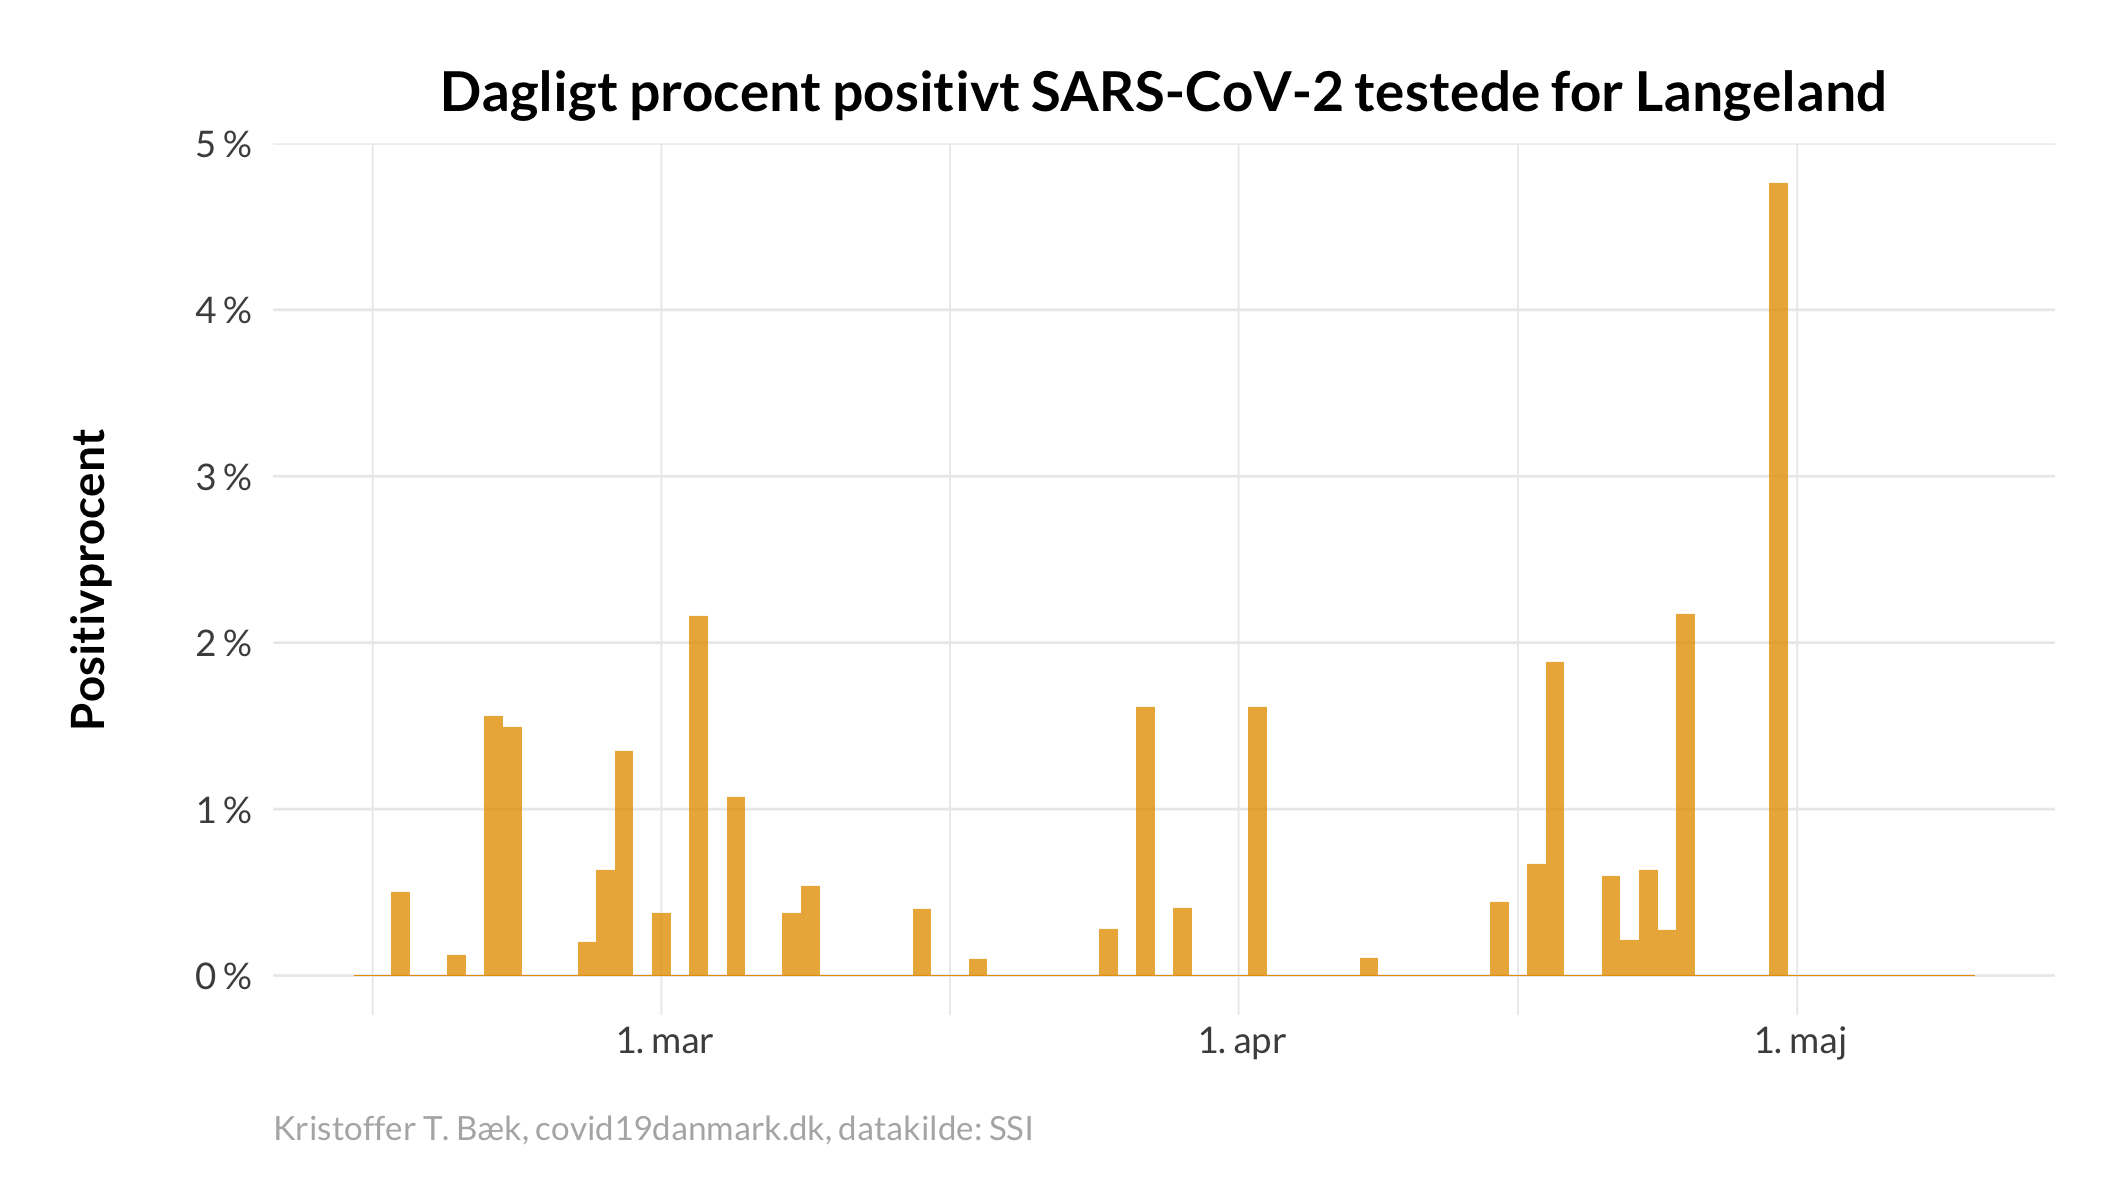 Dagligt procent positivt SARS-CoV-2 testede for Langeland
Positivprocent
5 %
4 %
3 %
2 %
1 %
0 %
1. mar
1. apr
1. maj
Kristoffer T. Bæk, covid19danmark.dk, datakilde: SSI